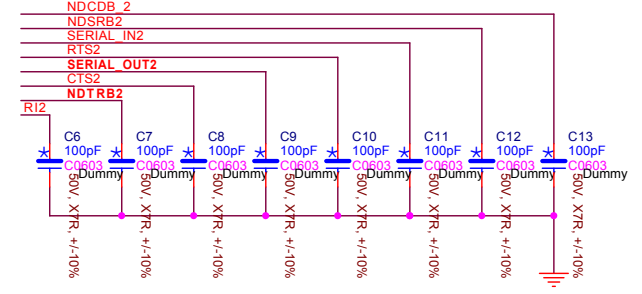 NDCDB_2
NDSRB2
SERIAL_IN2
RTS2
SERIAL_OUT2
CTS2
NDTRB2
RI2
C6 C7 C8 C9 C10 C11 C12 C13
100pF 100pF 100pF 100pF 100pF 100pF 100pF 100pF
C0603 C0603 C0603 C0603 C0603 C0603 C0603 C0603
Dummy Dummy Dummy Dummy Dummy Dummy Dummy Dummy
50V, X7R, +/-10%
50V, X7R, +/-10%
50V, X7R, +/-10%
50V, X7R, +/-10%
50V, X7R, +/-10%
50V, X7R, +/-10%
50V, X7R, +/-10%
50V, X7R, +/-10%